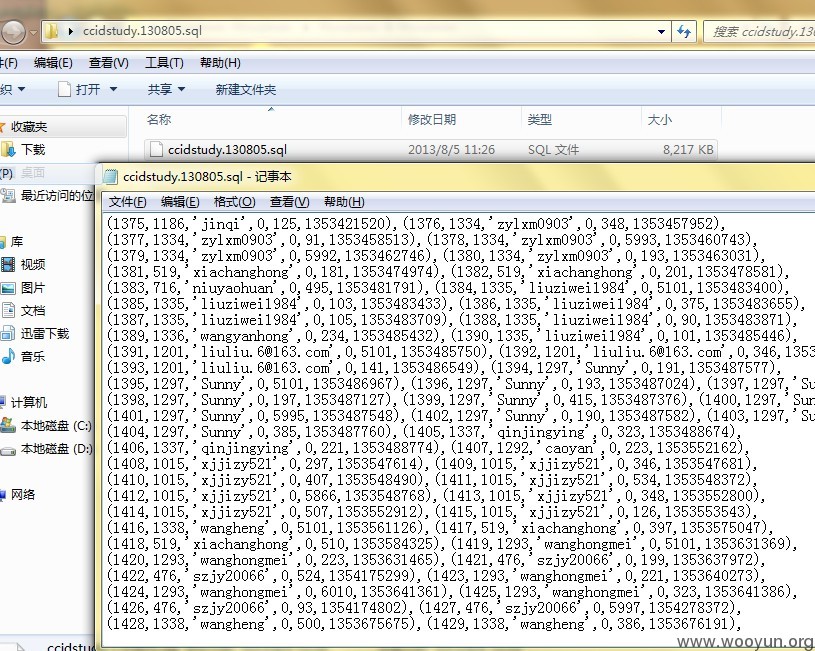 ccidstudy.130805.sql
搜索 ccidstudy.130
(F) 编辑(E) 查看(V) 工具(T) 帮助(H)
织 打开 共享 新建文件夹
收藏夹
下载
桌面
最近访问的位
库
视频
图片
文档
迅雷下载
音乐
计算机
本地磁盘 (C:)
本地磁盘 (D:)
网络
名称 修改日期 类型 大小
ccidstudy.130805.sql 2013/8/5 11:26 SQL 文件 8,217 KB
ccidstudy.130805.sql - 记事本
文件(F) 编辑(E) 格式(O) 查看(V) 帮助(H)
(1375,1186,'jinqi',0,125,1353421520),(1376,1334,'zylxm0903',0,348,1353457952),
(1377,1334,'zylxm0903',0,91,1353458513),(1378,1334,'zylxm0903',0,5993,1353460743),
(1379,1334,'zylxm0903',0,5992,1353462746),(1380,1334,'zylxm0903',0,193,1353463031),
(1381,519,'xiachanghong',0,181,1353474974),(1382,519,'xiachanghong',0,201,1353478581),
(1383,716,'niuyaohuan',0,495,1353481791),(1384,1335,'liuziwei1984',0,5101,1353483400),
(1385,1335,'liuziwei1984',0,103,1353483433),(1386,1335,'liuziwei1984',0,375,1353483655),
(1387,1335,'liuziwei1984',0,105,1353483709),(1388,1335,'liuziwei1984',0,90,1353483871),
(1389,1336,'wangyanhong',0,234,1353485432),(1390,1335,'liuziwei1984',0,101,1353485446),
(1391,1201,'liuliu.6@163.com',0,5101,1353485750),(1392,1201,'liuliu.6@163.com',0,346,1353
(1393,1201,'liuliu.6@163.com',0,141,1353486549),(1394,1297,'Sunny',0,191,1353487577),
(1395,1297,'Sunny',0,5101,1353486967),(1396,1297,'Sunny',0,193,1353487024),(1397,1297,'Su
(1398,1297,'Sunny',0,197,1353487127),(1399,1297,'Sunny',0,415,1353487376),(1400,1297,'Sun
(1401,1297,'Sunny',0,5995,1353487548),(1402,1297,'Sunny',0,190,1353487582),(1403,1297,'Su
(1404,1297,'Sunny',0,385,1353487760),(1405,1337,'qinjingying',0,323,1353488674),
(1406,1337,'qinjingying',0,221,1353488774),(1407,1292,'caoyan',0,223,1353552162),
(1408,1015,'xjjizy521',0,297,1353547614),(1409,1015,'xjjizy521',0,346,1353547681),
(1410,1015,'xjjizy521',0,407,1353548490),(1411,1015,'xjjizy521',0,534,1353548372),
(1412,1015,'xjjizy521',0,5866,1353548768),(1413,1015,'xjjizy521',0,348,1353552800),
(1414,1015,'xjjizy521',0,507,1353552912),(1415,1015,'xjjizy521',0,126,1353553543),
(1416,1338,'wangheng',0,5101,1353561126),(1417,519,'xiachanghong',0,397,1353575047),
(1418,519,'xiachanghong',0,510,1353584325),(1419,1293,'wanghongmei',0,5101,1353631369),
(1420,1293,'wanghongmei',0,223,1353631465),(1421,476,'szjy20066',0,199,1353637972),
(1422,476,'szjy20066',0,524,1354175299),(1423,1293,'wanghongmei',0,221,1353640273),
(1424,1293,'wanghongmei',0,6010,1353641361),(1425,1293,'wanghongmei',0,323,1353641386),
(1426,476,'szjy20066',0,93,1354174802),(1427,476,'szjy20066',0,5997,1354278372),
(1428,1338,'wangheng',0,500,1353675675),(1429,1338,'wangheng',0,386,1353676191),
www.wooyun.org